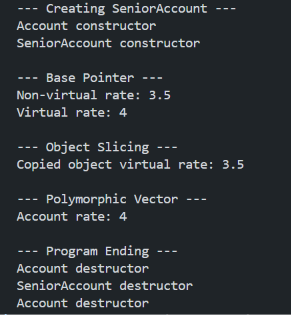 --- Creating SeniorAccount ---
Account constructor
SeniorAccount constructor
--- Base Pointer ---
Non-virtual rate: 3.5
Virtual rate: 4
--- Object Slicing ---
Copied object virtual rate: 3.5
--- Polymorphic Vector ---
Account rate: 4
--- Program Ending ---
Account destructor
SeniorAccount destructor
Account destructor